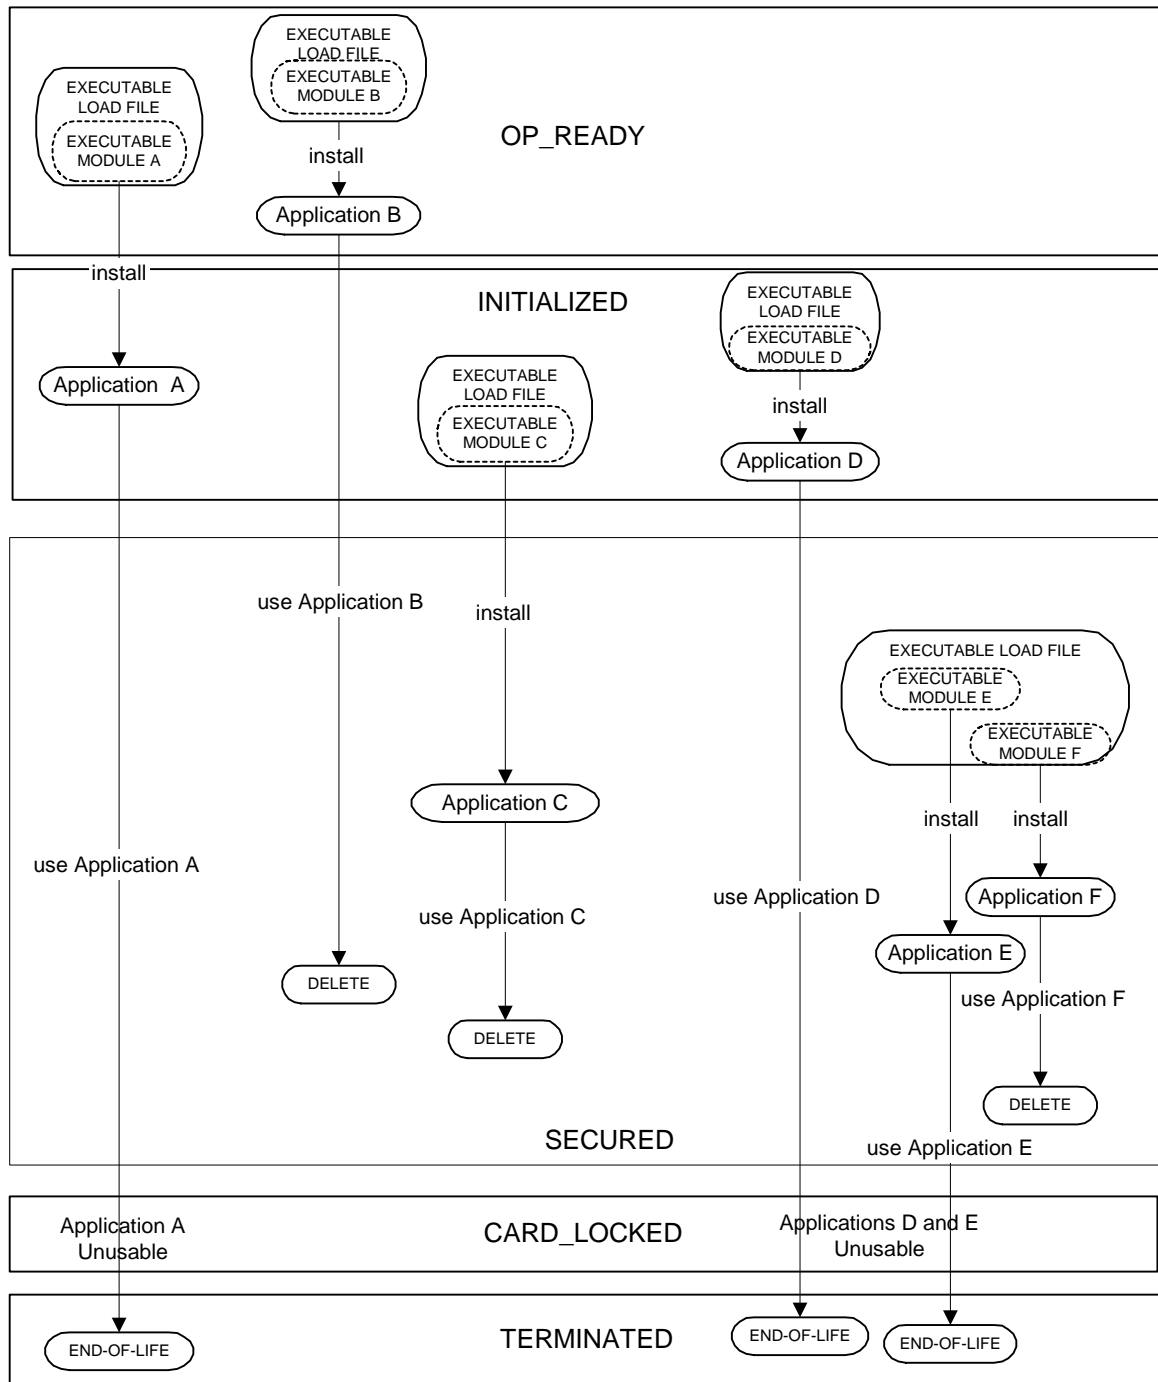 EXECUTABLE
LOAD FILE
EXECUTABLE
MODULE B
EXECUTABLE
LOAD FILE
EXECUTABLE
MODULE A
OP_READY
install
Application B
install
INITIALIZED
EXECUTABLE
LOAD FILE
EXECUTABLE
MODULE D
Application A
EXECUTABLE
LOAD FILE
EXECUTABLE
MODULE C
install
Application D
use Application B
install
EXECUTABLE LOAD FILE
EXECUTABLE
MODULE E
EXECUTABLE
MODULE F
Application C
install
install
use Application A
use Application C
use Application D
Application F
Application E
DELETE
use Application F
DELETE
DELETE
SECURED
use Application E
Application A
Unusable
CARD_LOCKED
Applications D and E
Unusable
END-OF-LIFE
TERMINATED
END-OF-LIFE
END-OF-LIFE